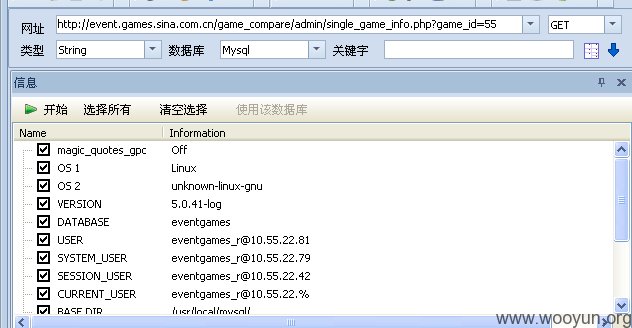 网址 http://event.games.sina.com.cn/game_compare/admin/single_game_info.php?game_id=55 GET
类型 String 数据库 Mysql 关键字
信息
开始 选择所有 清空选择 使用该数据库
Name Information
magic_quotes_gpc Off
OS 1 Linux
OS 2 unknown-linux-gnu
VERSION 5.0.41-log
DATABASE eventgames
USER eventgames_r@10.55.22.81
SYSTEM_USER eventgames_r@10.55.22.79
SESSION_USER eventgames_r@10.55.22.42
CURRENT_USER eventgames_r@10.55.22.%
BASE DIR /usr/local/mysql/
www.wooyun.org